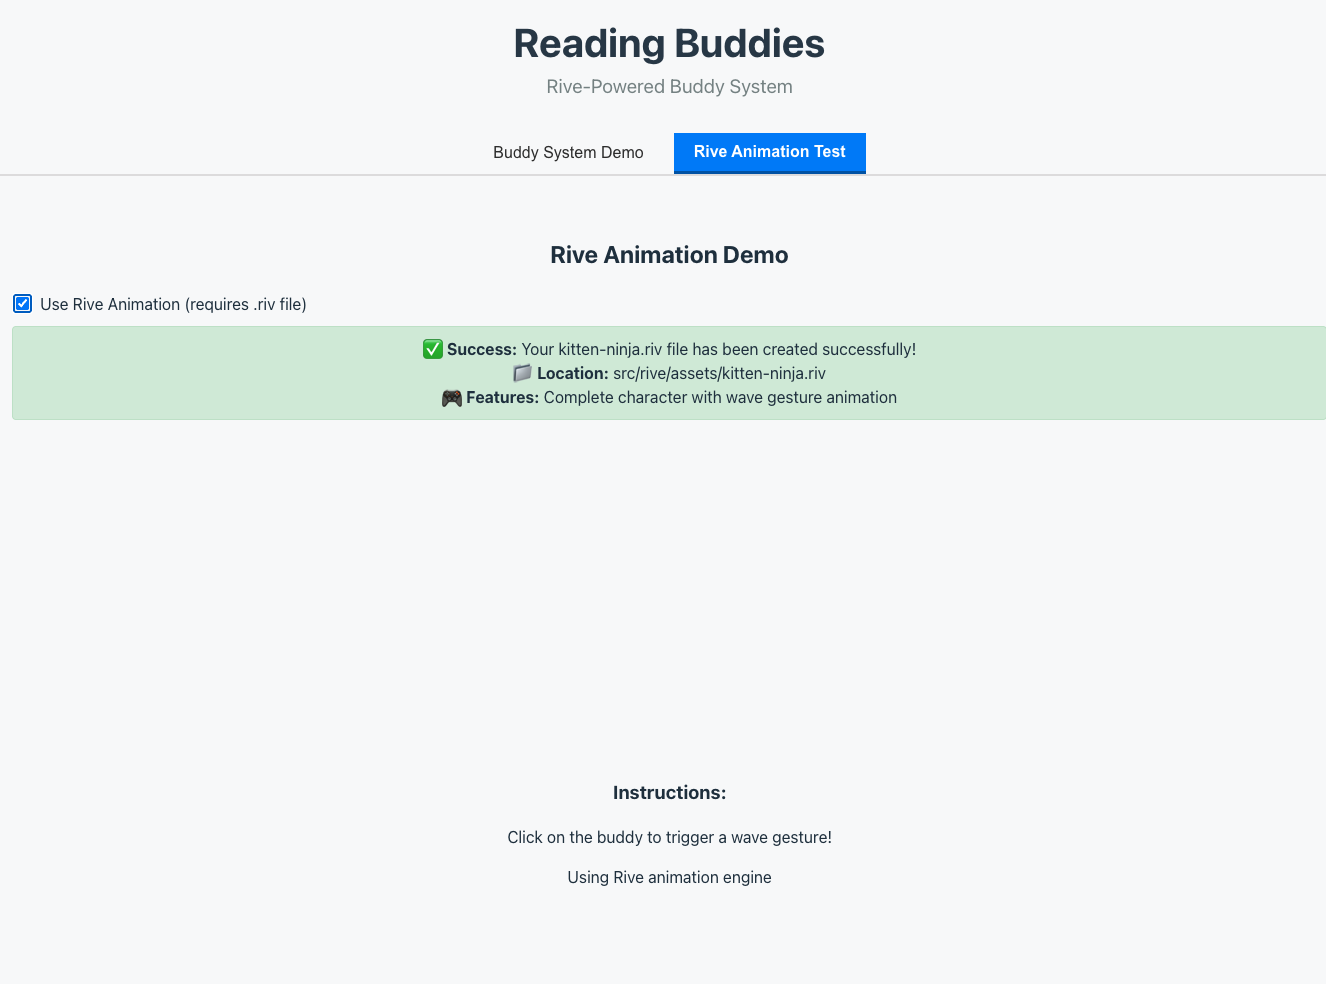 Reading Buddies
Rive-Powered Buddy System
Buddy System Demo
Rive Animation Test
Rive Animation Demo
Use Rive Animation (requires .riv file)
✅ Success: Your kitten-ninja.riv file has been created successfully!
📁 Location: src/rive/assets/kitten-ninja.riv
🎮 Features: Complete character with wave gesture animation
Instructions:
Click on the buddy to trigger a wave gesture!
Using Rive animation engine